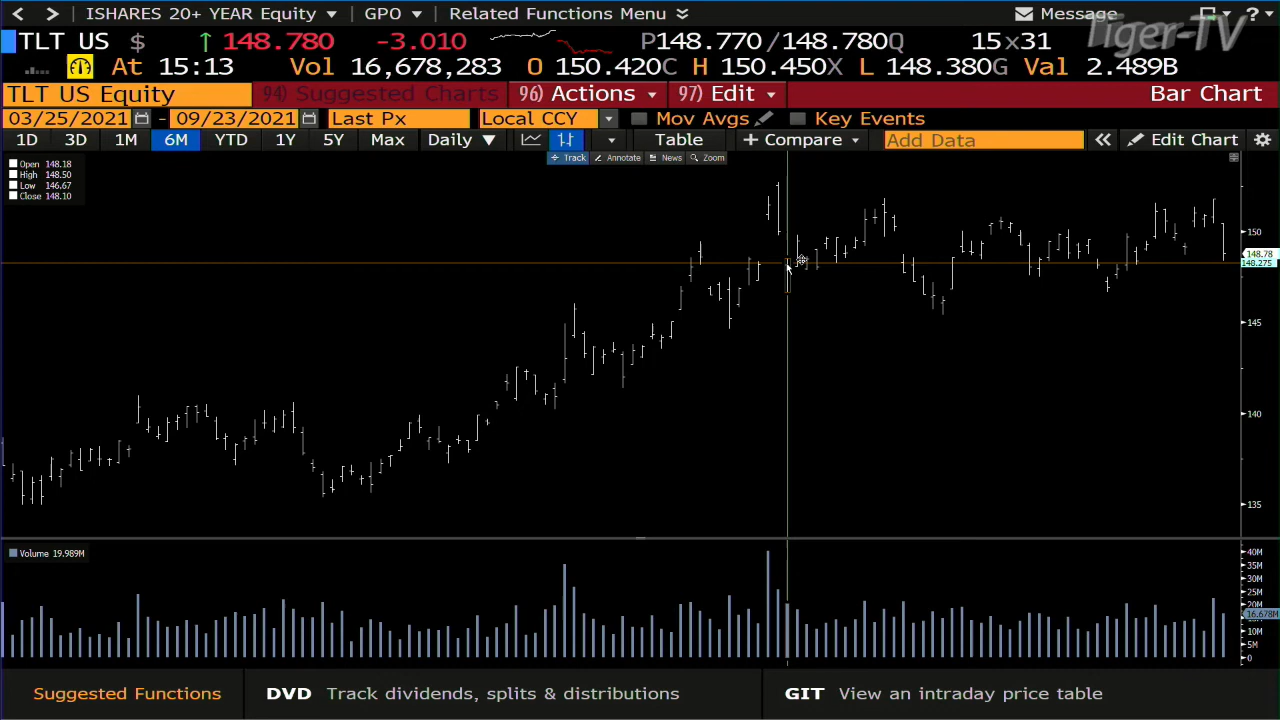 ISHARES 20+ YEAR Equity GPO Related Functions Menu Message ?
Tiger-TV
TLT US $ ↑ 148.780 -3.010 P148.770/148.780Q 15x31
At 15:13 Vol 16,678,283 O 150.420C H 150.450X L 148.380G Val 2.489B
TLT US Equity 94) Suggested Charts 96) Actions 97) Edit Bar Chart
03/25/2021 - 09/23/2021 Last Px Local CCY Mov Avgs Key Events
1D 3D 1M 6M YTD 1Y 5Y Max Daily ▼ Table + Compare Add Data « Edit Chart
Track Annotate News Zoom
Open 148.18
High 148.50
Low 146.67
Close 148.10
150
148.78
148.275
145
140
135
Volume 19.989M
40M
35M
30M
25M
20M
16.678M
10M
5M
0
Suggested Functions DVD Track dividends, splits & distributions GIT View an intraday price table